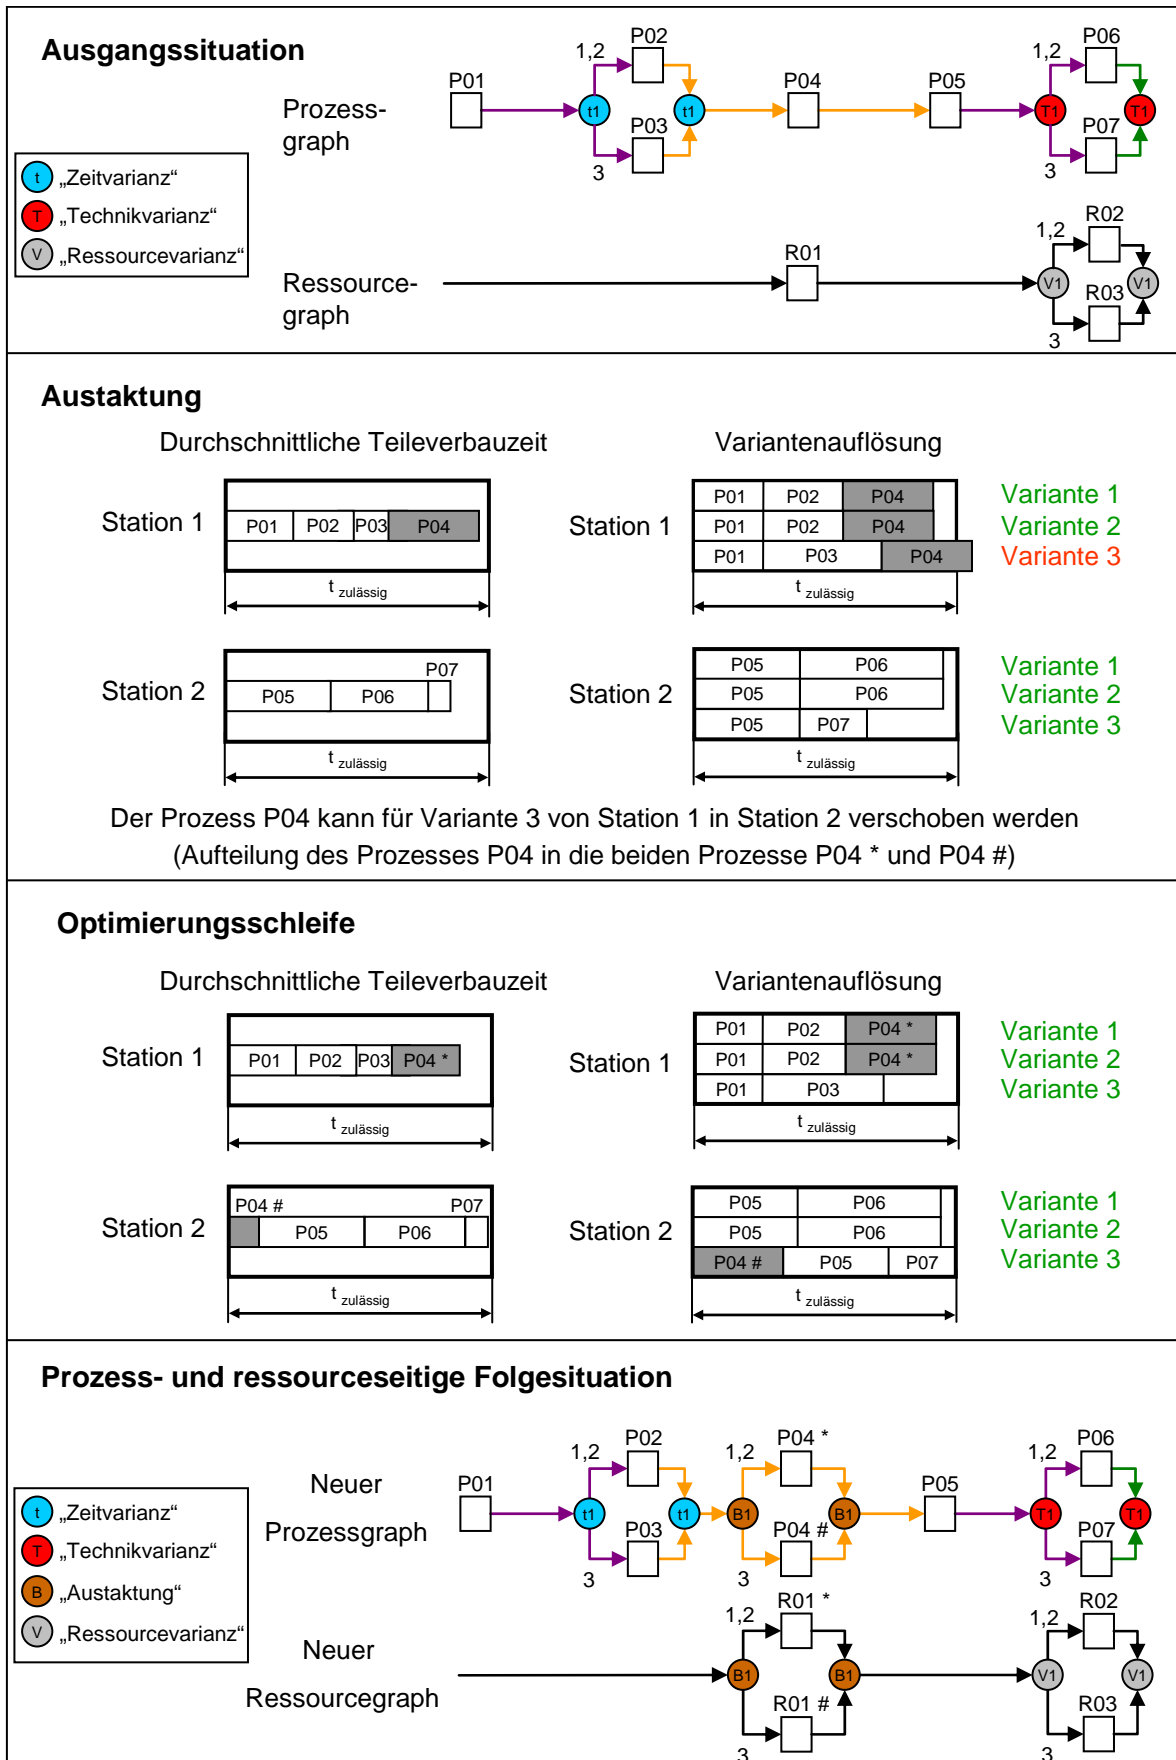 Ausgangssituation
Prozess-
graph
P01
1,2
P02
t1
P03
3
t1
P04
P05
1,2
P06
T1
P07
3
T1
t „Zeitvarianz“
T „Technikvarianz“
V „Ressourcevarianz“
Ressource-
graph
R01
1,2
R02
V1
R03
3
V1
Austaktung
Durchschnittliche Teileverbauzeit
Variantenauflösung
Station 1
P01 P02 P03 P04
t zulässig
Station 1
P01 P02 P04
P01 P02 P04
P01 P03 P04
t zulässig
Variante 1
Variante 2
Variante 3
Station 2
P07
P05 P06
t zulässig
Station 2
P05 P06
P05 P06
P05 P07
t zulässig
Variante 1
Variante 2
Variante 3
Der Prozess P04 kann für Variante 3 von Station 1 in Station 2 verschoben werden
(Aufteilung des Prozesses P04 in die beiden Prozesse P04 * und P04 #)
Optimierungsschleife
Durchschnittliche Teileverbauzeit
Variantenauflösung
Station 1
P01 P02 P03 P04 *
t zulässig
Station 1
P01 P02 P04 *
P01 P02 P04 *
P01 P03
t zulässig
Variante 1
Variante 2
Variante 3
Station 2
P04 # P07
P05 P06
t zulässig
Station 2
P05 P06
P05 P06
P04 # P05 P07
t zulässig
Variante 1
Variante 2
Variante 3
Prozess- und ressourceseitige Folgesituation
Neuer
Prozessgraph
P01
1,2
P02
t1
P03
3
t1
1,2
P04 *
B1
P04 #
3
B1
P05
1,2
P06
T1
P07
3
T1
t „Zeitvarianz“
T „Technikvarianz“
B „Austaktung“
V „Ressourcevarianz“
Neuer
Ressourcegraph
1,2
R01 *
B1
R01 #
3
B1
1,2
R02
V1
R03
3
V1